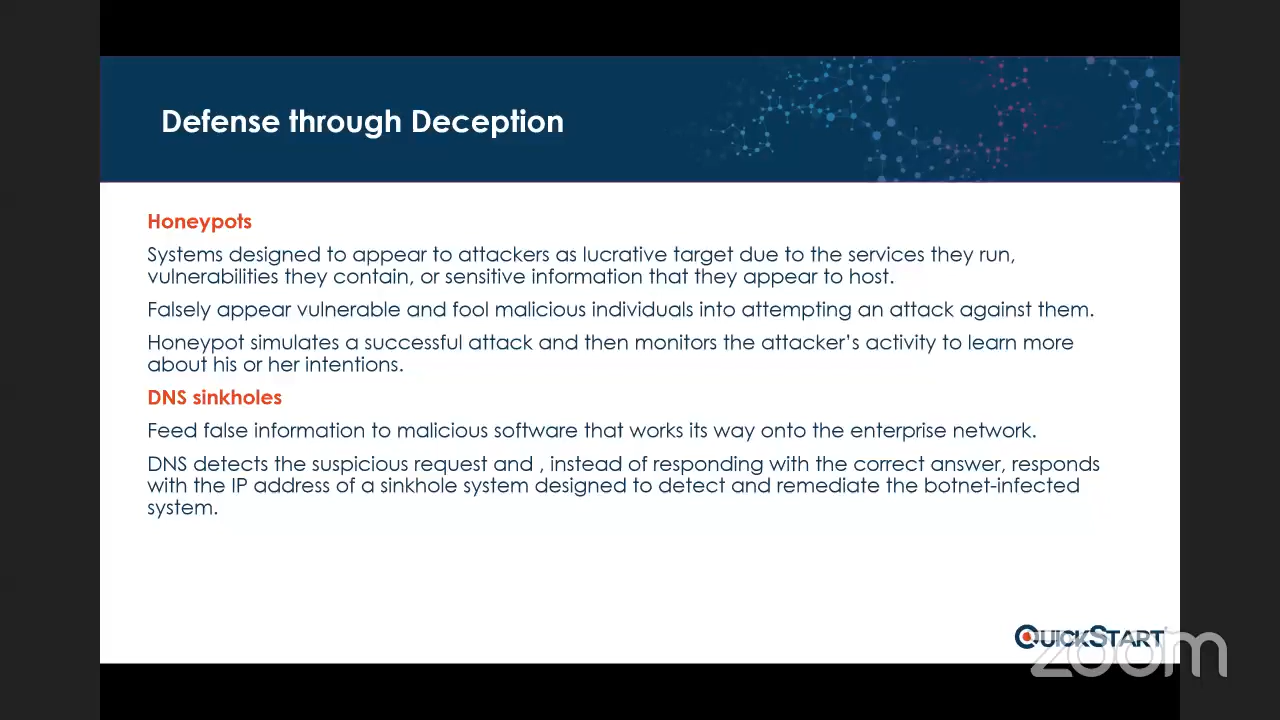 Defense through Deception
Honeypots
Systems designed to appear to attackers as lucrative target due to the services they run,
vulnerabilities they contain, or sensitive information that they appear to host.
Falsely appear vulnerable and fool malicious individuals into attempting an attack against them.
Honeypot simulates a successful attack and then monitors the attacker’s activity to learn more
about his or her intentions.
DNS sinkholes
Feed false information to malicious software that works its way onto the enterprise network.
DNS detects the suspicious request and , instead of responding with the correct answer, responds
with the IP address of a sinkhole system designed to detect and remediate the botnet-infected
system.
QUICKSTART
zoom